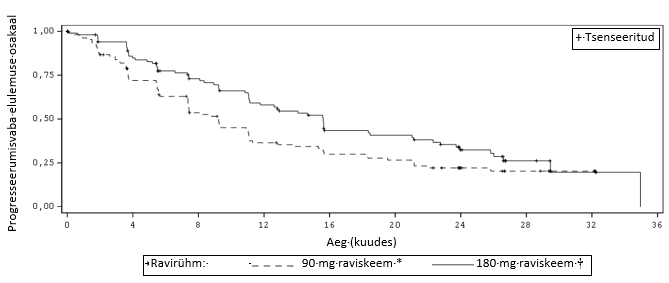 Progresseerumisvaba·elulemuse·osakaal
1,00
0,75
0,50
0,25
0,00
+·Tsenseeritud
0 4 8 12 16 20 24 28 32 36
Aeg·(kuudes)
Ravirühm:· 90·mg·raviskeem·* 180·mg·raviskeem·†